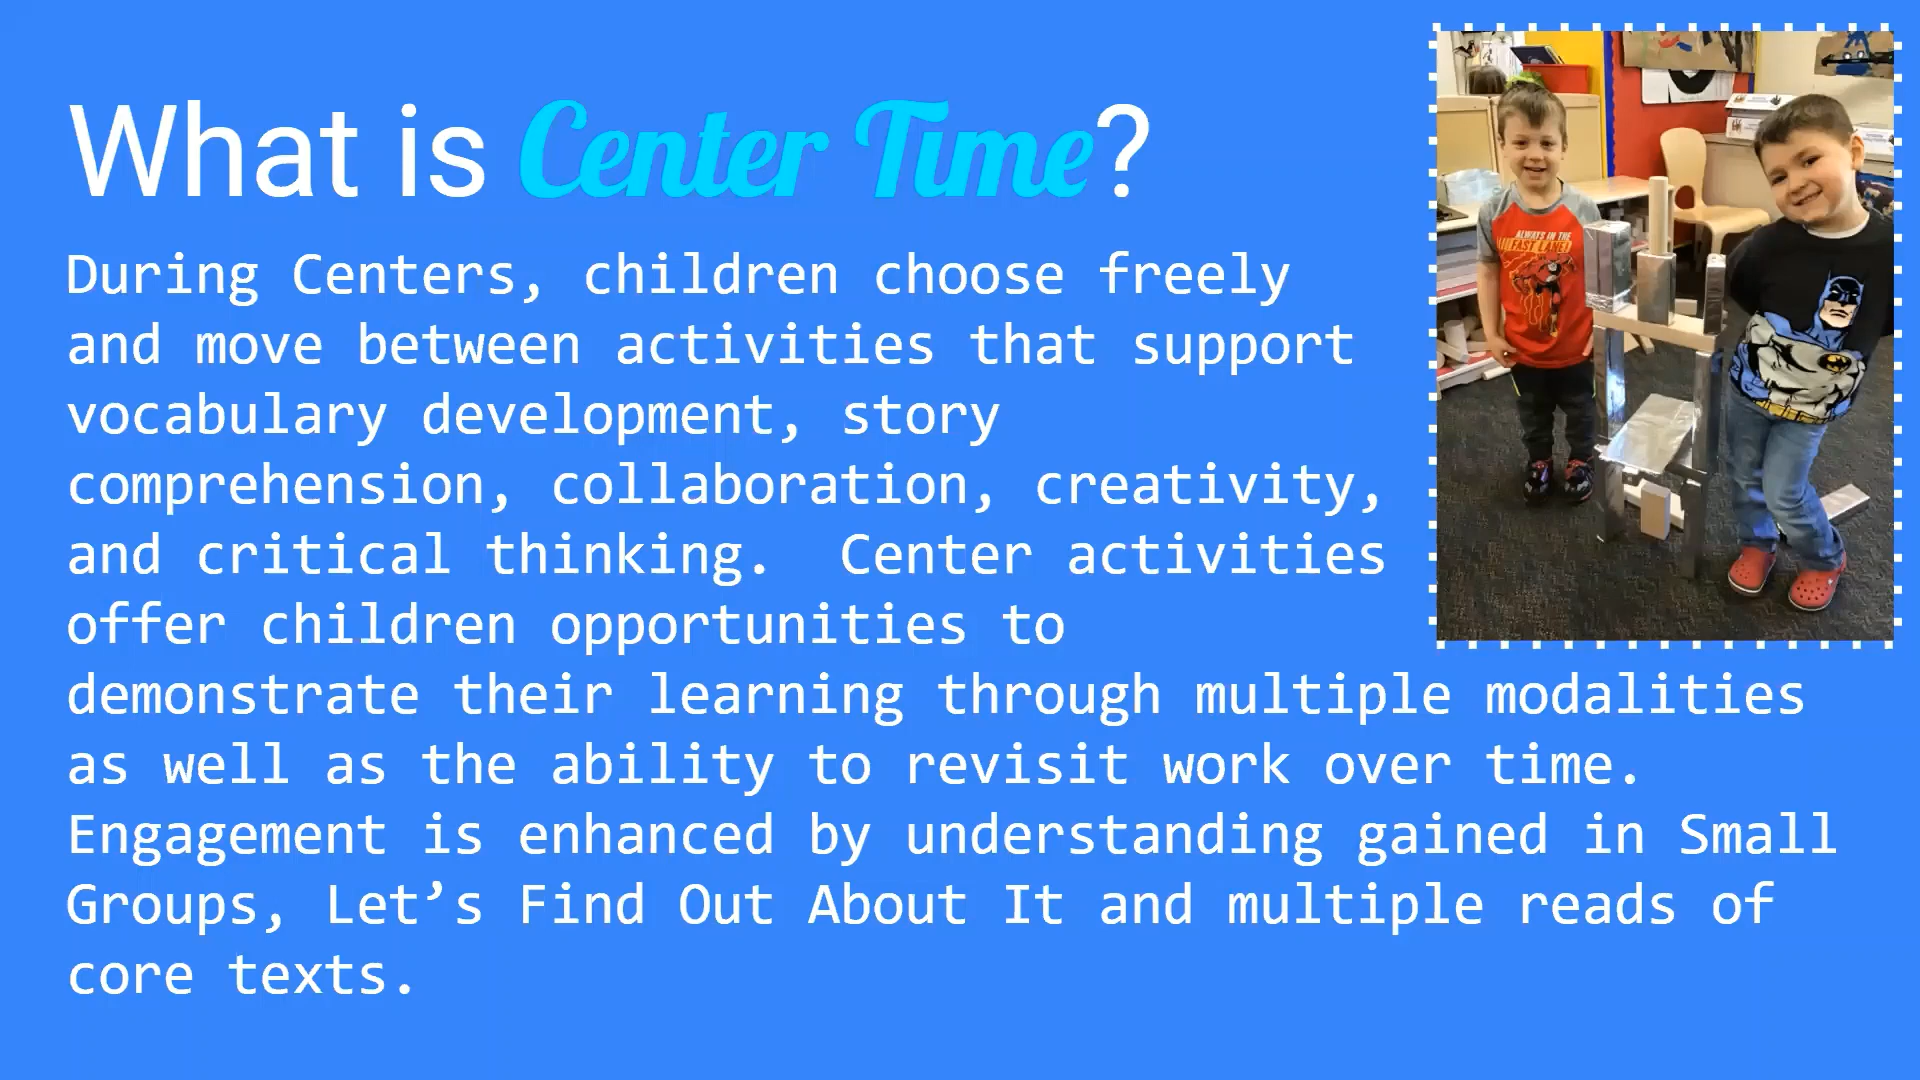 What is Center Time?
During Centers, children choose freely
and move between activities that support
vocabulary development, story
comprehension, collaboration, creativity,
and critical thinking.  Center activities
offer children opportunities to
demonstrate their learning through multiple modalities
as well as the ability to revisit work over time.
Engagement is enhanced by understanding gained in Small
Groups, Let’s Find Out About It and multiple reads of
core texts.
ALWAYS IN THE
FAST LANE!